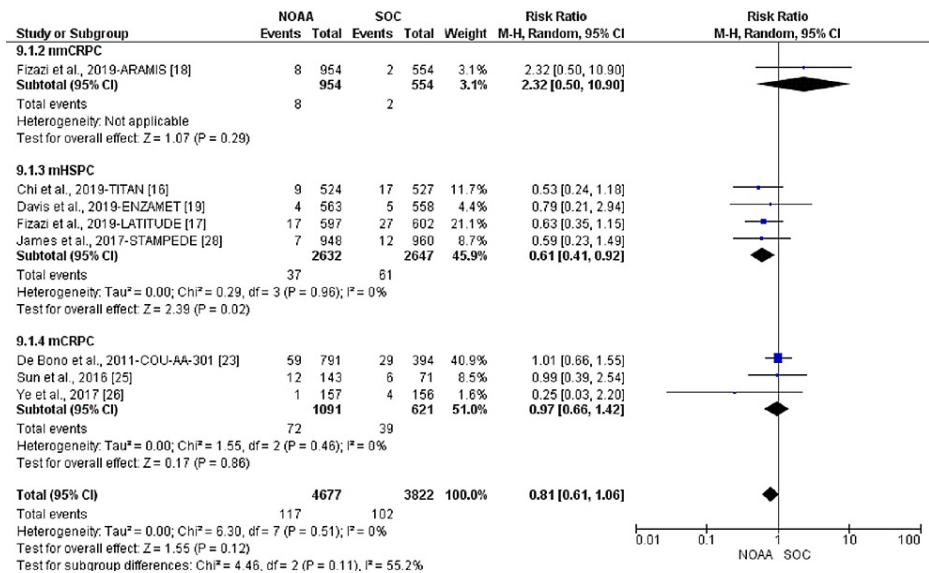 NOAA SOC Risk Ratio Risk Ratio
Study or Subgroup Events Total Events Total Weight M-H, Random, 95% CI M-H, Random, 95% CI
9.1.2 nmCRPC
Fizazi et al., 2019-ARAMIS [18] 8 954 2 554 3.1% 2.32 [0.50, 10.90]
Subtotal (95% CI) 954 554 3.1% 2.32 [0.50, 10.90]
Total events 8 2
Heterogeneity: Not applicable
Test for overall effect: Z = 1.07 (P = 0.29)
9.1.3 mHSPC
Chi et al., 2019-TITAN [16] 9 524 17 527 11.7% 0.53 [0.24, 1.18]
Davis et al., 2019-ENZAMET [19] 4 563 5 558 4.4% 0.79 [0.21, 2.94]
Fizazi et al., 2019-LATITUDE [17] 17 597 27 602 21.1% 0.63 [0.35, 1.15]
James et al., 2017-STAMPEDE [28] 7 948 12 960 8.7% 0.59 [0.23, 1.49]
Subtotal (95% CI) 2632 2647 45.9% 0.61 [0.41, 0.92]
Total events 37 61
Heterogeneity: Tau² = 0.00; Chi² = 0.29, df = 3 (P = 0.96); I² = 0%
Test for overall effect: Z = 2.39 (P = 0.02)
9.1.4 mCRPC
De Bono et al., 2011-COU-AA-301 [23] 59 791 29 394 40.9% 1.01 [0.66, 1.55]
Sun et al., 2016 [25] 12 143 6 71 8.5% 0.99 [0.39, 2.54]
Ye et al., 2017 [26] 1 157 4 156 1.6% 0.25 [0.03, 2.20]
Subtotal (95% CI) 1091 621 51.0% 0.97 [0.66, 1.42]
Total events 72 39
Heterogeneity: Tau² = 0.00; Chi² = 1.55, df = 2 (P = 0.46); I² = 0%
Test for overall effect: Z = 0.17 (P = 0.86)
Total (95% CI) 4677 3822 100.0% 0.81 [0.61, 1.06]
Total events 117 102
Heterogeneity: Tau² = 0.00; Chi² = 6.30, df = 7 (P = 0.51); I² = 0%
Test for overall effect: Z = 1.55 (P = 0.12)
Test for subgroup differences: Chi² = 4.46, df = 2 (P = 0.11), I² = 55.2%
0.01 0.1 1 10 100
NOAA SOC